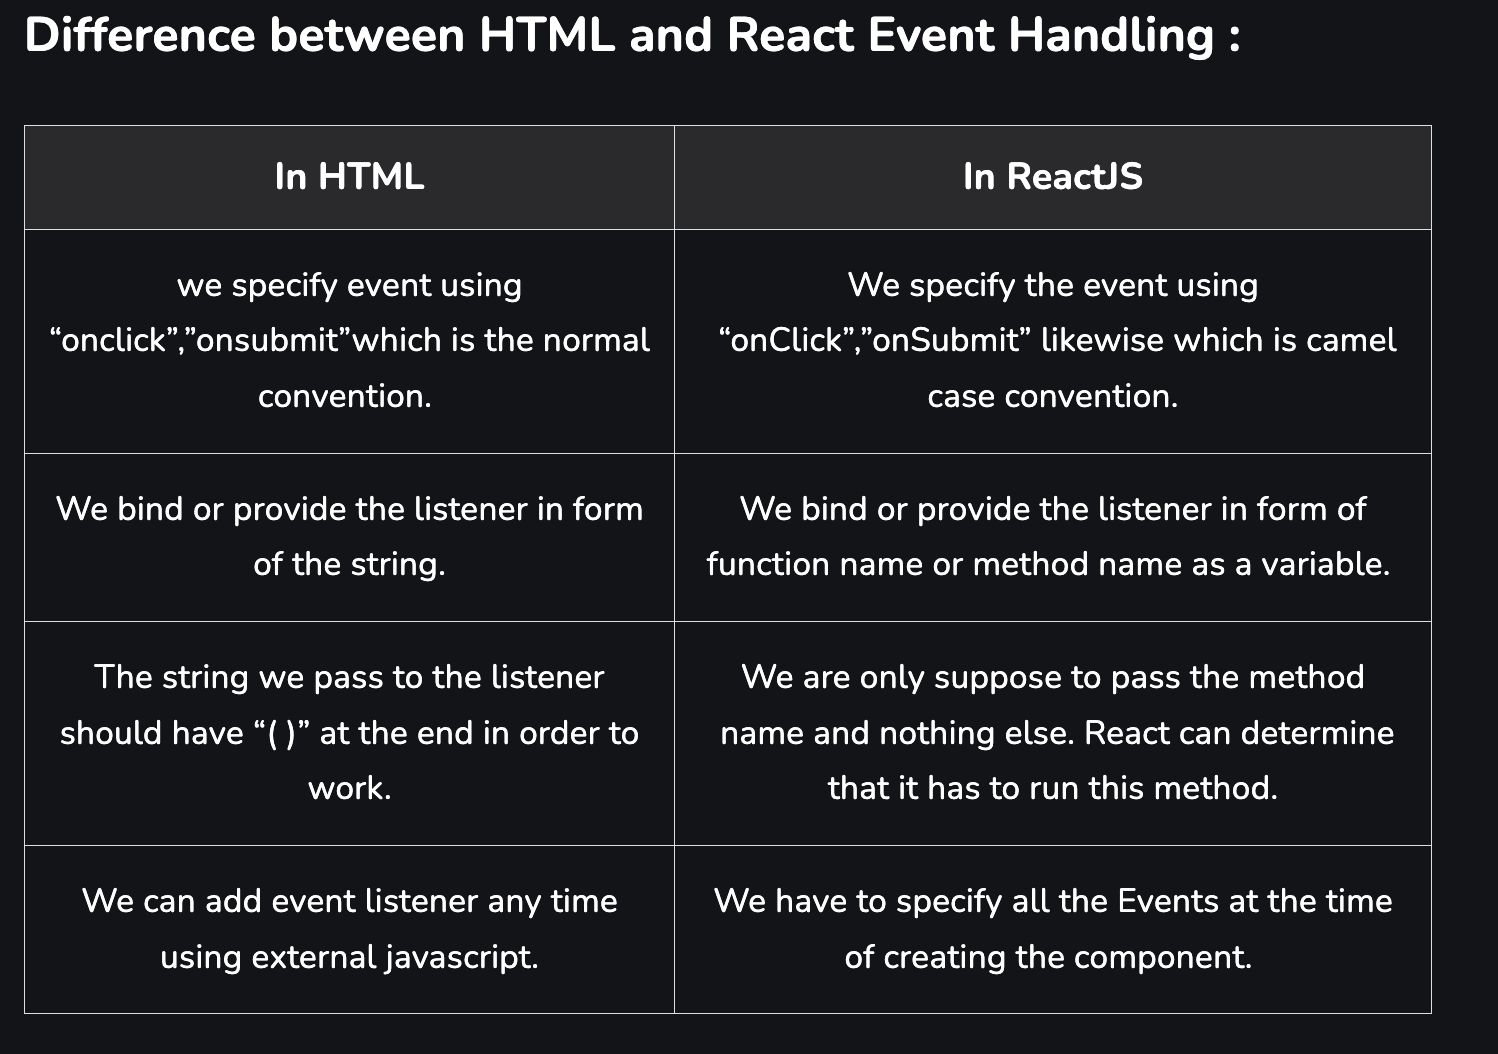 Difference between HTML and React Event Handling :
In HTML
In ReactJS
we specify event using
“onclick”,”onsubmit”which is the normal
convention.
We specify the event using
“onClick”,”onSubmit” likewise which is camel
case convention.
We bind or provide the listener in form
of the string.
We bind or provide the listener in form of
function name or method name as a variable.
The string we pass to the listener
should have “( )” at the end in order to
work.
We are only suppose to pass the method
name and nothing else. React can determine
that it has to run this method.
We can add event listener any time
using external javascript.
We have to specify all the Events at the time
of creating the component.